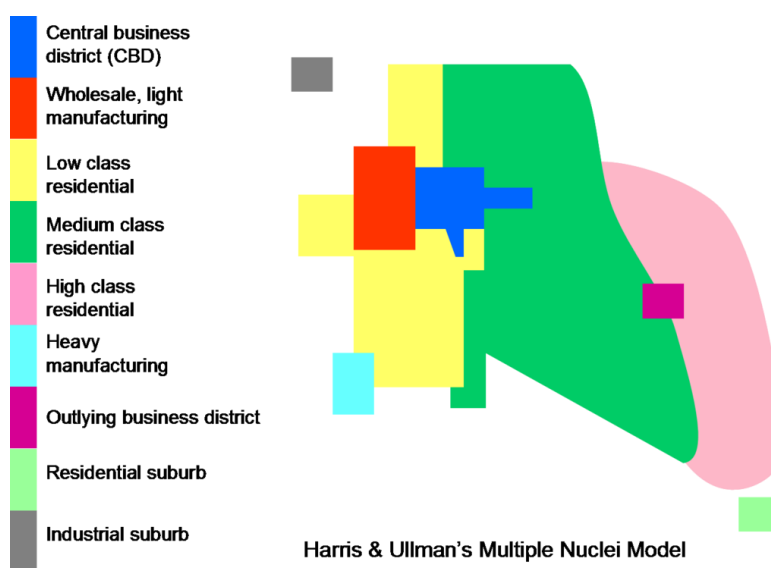 Central business
district (CBD)
Wholesale, light
manufacturing
Low class
residential
Medium class
residential
High class
residential
Heavy
manufacturing
Outlying business district
Residential suburb
Industrial suburb
Harris & Ullman's Multiple Nuclei Model